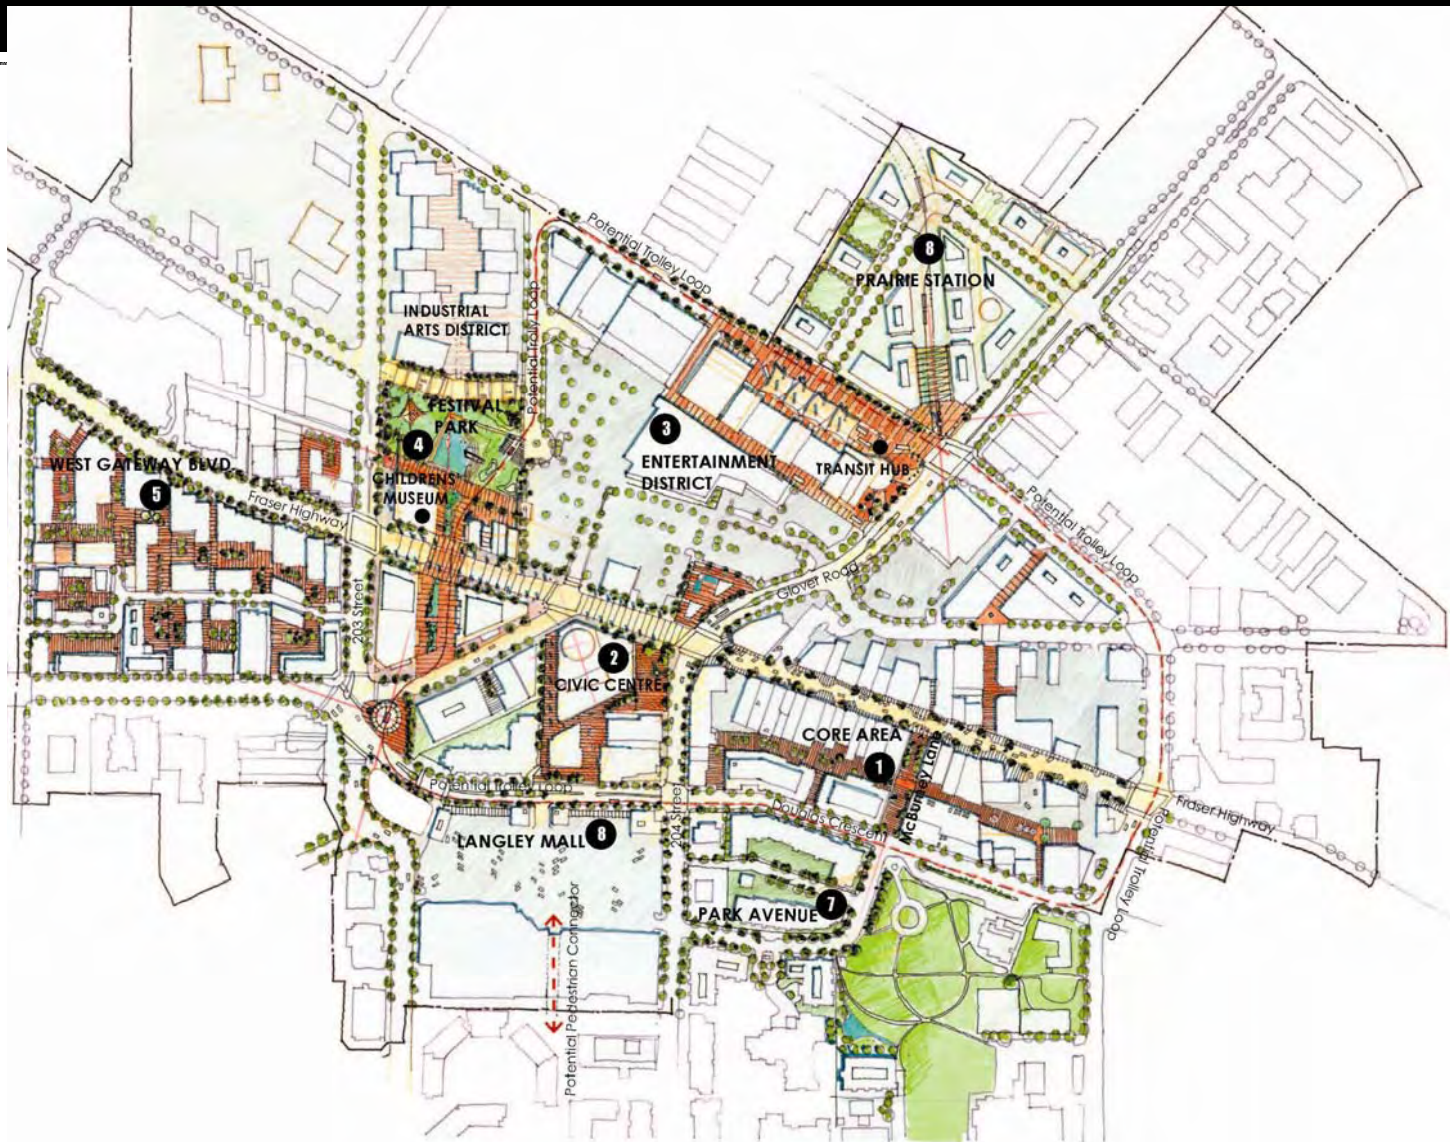 Potential Trolley Loop
8
PRAIRIE STATION
INDUSTRIAL
ARTS DISTRICT
Potential Trolly Loop
FESTIVAL
PARK
4
3
ENTERTAINMENT
DISTRICT
TRANSIT HUB
WEST GATEWAY BLVD
5
CHILDRENS'
MUSEUM
Fraser Highway
Potential Trolley Loop
Glover Road
203 Street
2
CIVIC CENTRE
CORE AREA
1
McBurney Lane
Potential Trolley Loop
204 Street
Douglas Crescent
Fraser Highway
Potential Trolley Loop
LANGLEY MALL
8
PARK AVENUE
7
Potential Pedestrian Connector